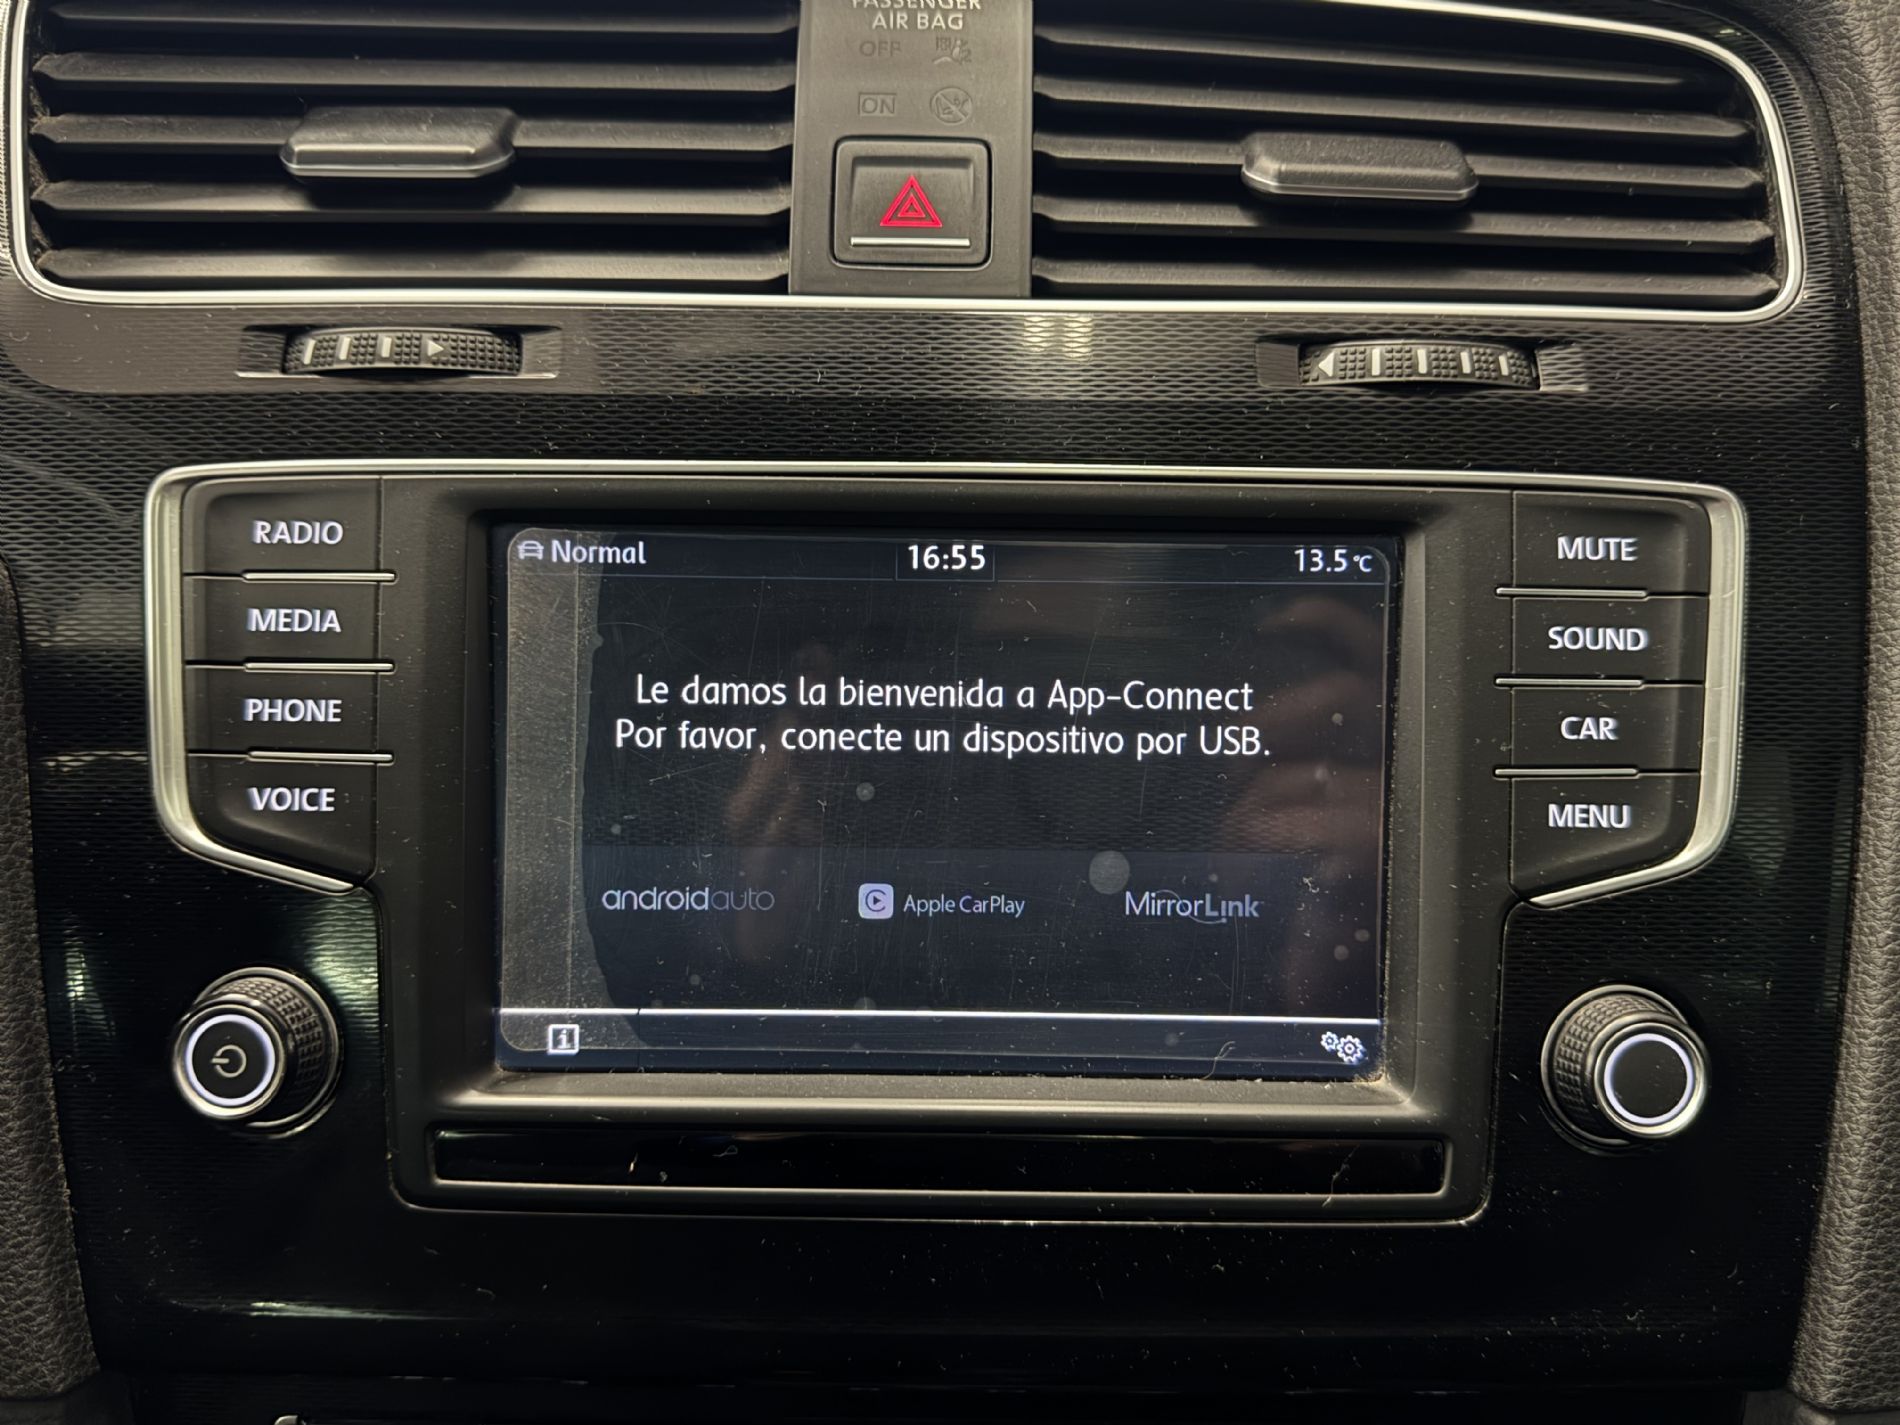 PASSENGER
AIR BAG
OFF
ON
RADIO
MEDIA
PHONE
VOICE
Normal
16:55
13.5 °C
Le damos la bienvenida a App-Connect
Por favor, conecte un dispositivo por USB.
androidauto
Apple CarPlay
MirrorLink
i
MUTE
SOUND
CAR
MENU